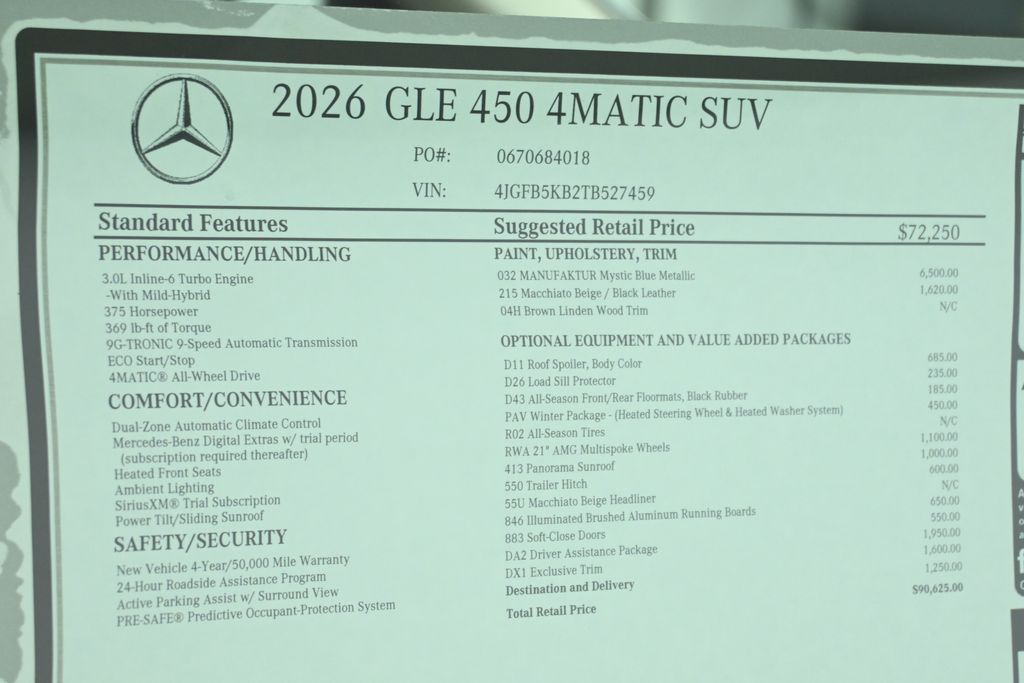 2026 GLE 450 4MATIC SUV
PO#: 0670684018
VIN: 4JGFB5KB2TB527459
Standard Features
Suggested Retail Price $72,250
PERFORMANCE/HANDLING
3.0L Inline-6 Turbo Engine
-With Mild-Hybrid
375 Horsepower
369 lb-ft of Torque
9G-TRONIC 9-Speed Automatic Transmission
ECO Start/Stop
4MATIC® All-Wheel Drive
COMFORT/CONVENIENCE
Dual-Zone Automatic Climate Control
Mercedes-Benz Digital Extras w/ trial period
(subscription required thereafter)
Heated Front Seats
Ambient Lighting
SiriusXM® Trial Subscription
Power Tilt/Sliding Sunroof
SAFETY/SECURITY
New Vehicle 4-Year/50,000 Mile Warranty
24-Hour Roadside Assistance Program
Active Parking Assist w/ Surround View
PRE-SAFE® Predictive Occupant-Protection System
PAINT, UPHOLSTERY, TRIM
032 MANUFAKTUR Mystic Blue Metallic 6,500.00
215 Macchiato Beige / Black Leather 1,620.00
04H Brown Linden Wood Trim N/C
OPTIONAL EQUIPMENT AND VALUE ADDED PACKAGES
D11 Roof Spoiler, Body Color 685.00
D26 Load Sill Protector 235.00
D43 All-Season Front/Rear Floormats, Black Rubber 185.00
PAV Winter Package - (Heated Steering Wheel & Heated Washer System) 450.00
R02 All-Season Tires N/C
RWA 21" AMG Multispoke Wheels 1,100.00
413 Panorama Sunroof 1,000.00
550 Trailer Hitch 600.00
55U Macchiato Beige Headliner N/C
846 Illuminated Brushed Aluminum Running Boards 650.00
883 Soft-Close Doors 550.00
DA2 Driver Assistance Package 1,950.00
DX1 Exclusive Trim 1,600.00
Destination and Delivery 1,250.00
Total Retail Price $90,625.00